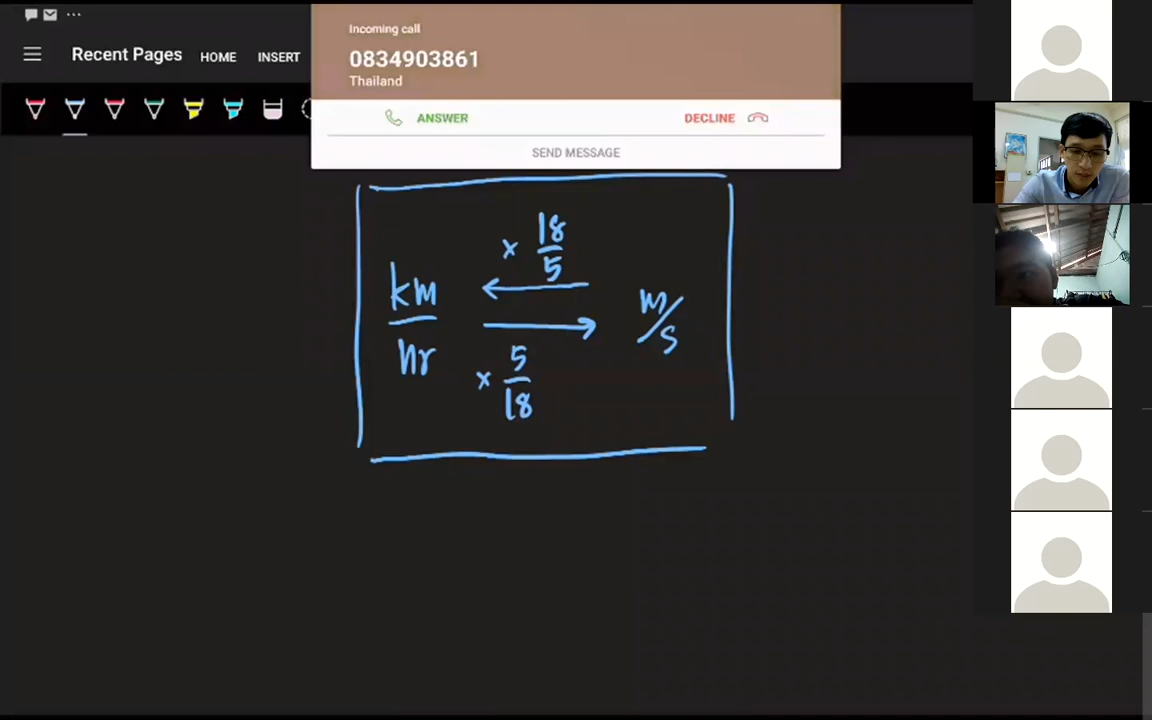 ...
Recent Pages HOME INSERT
Incoming call
0834903861
Thailand
ANSWER DECLINE
SEND MESSAGE
× 18/5
km/hr
m/s
× 5/18